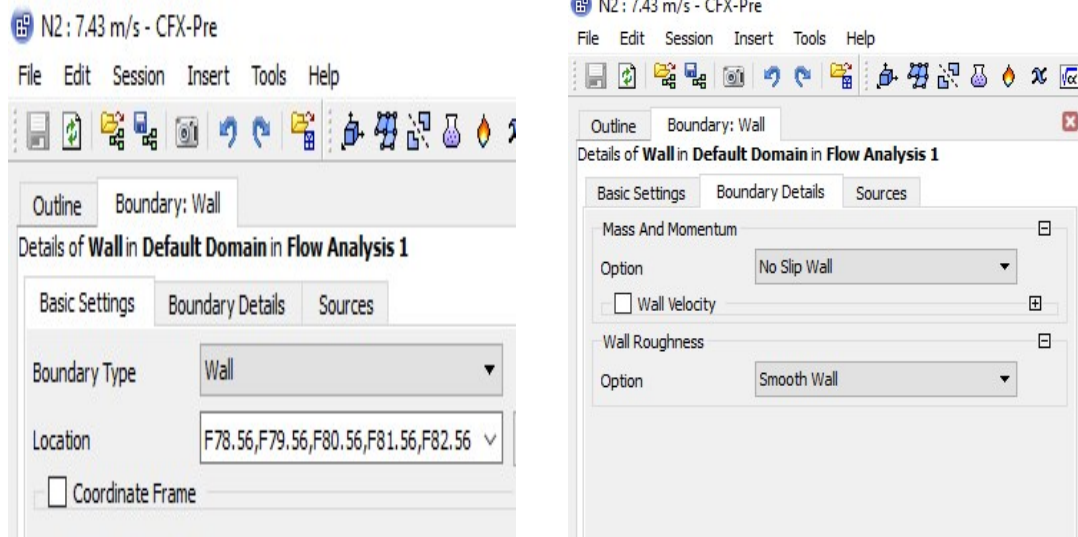 N2 : 7.43 m/s - CFX-Pre
File Edit Session Insert Tools Help
Outline Boundary: Wall
Details of Wall in Default Domain in Flow Analysis 1
Basic Settings Boundary Details Sources
Boundary Type Wall
Location F78.56,F79.56,F80.56,F81.56,F82.56
Coordinate Frame
N2 : 7.43 m/s - CFX-Pre
File Edit Session Insert Tools Help
Outline Boundary: Wall
Details of Wall in Default Domain in Flow Analysis 1
Basic Settings Boundary Details Sources
Mass And Momentum
Option No Slip Wall
Wall Velocity
Wall Roughness
Option Smooth Wall